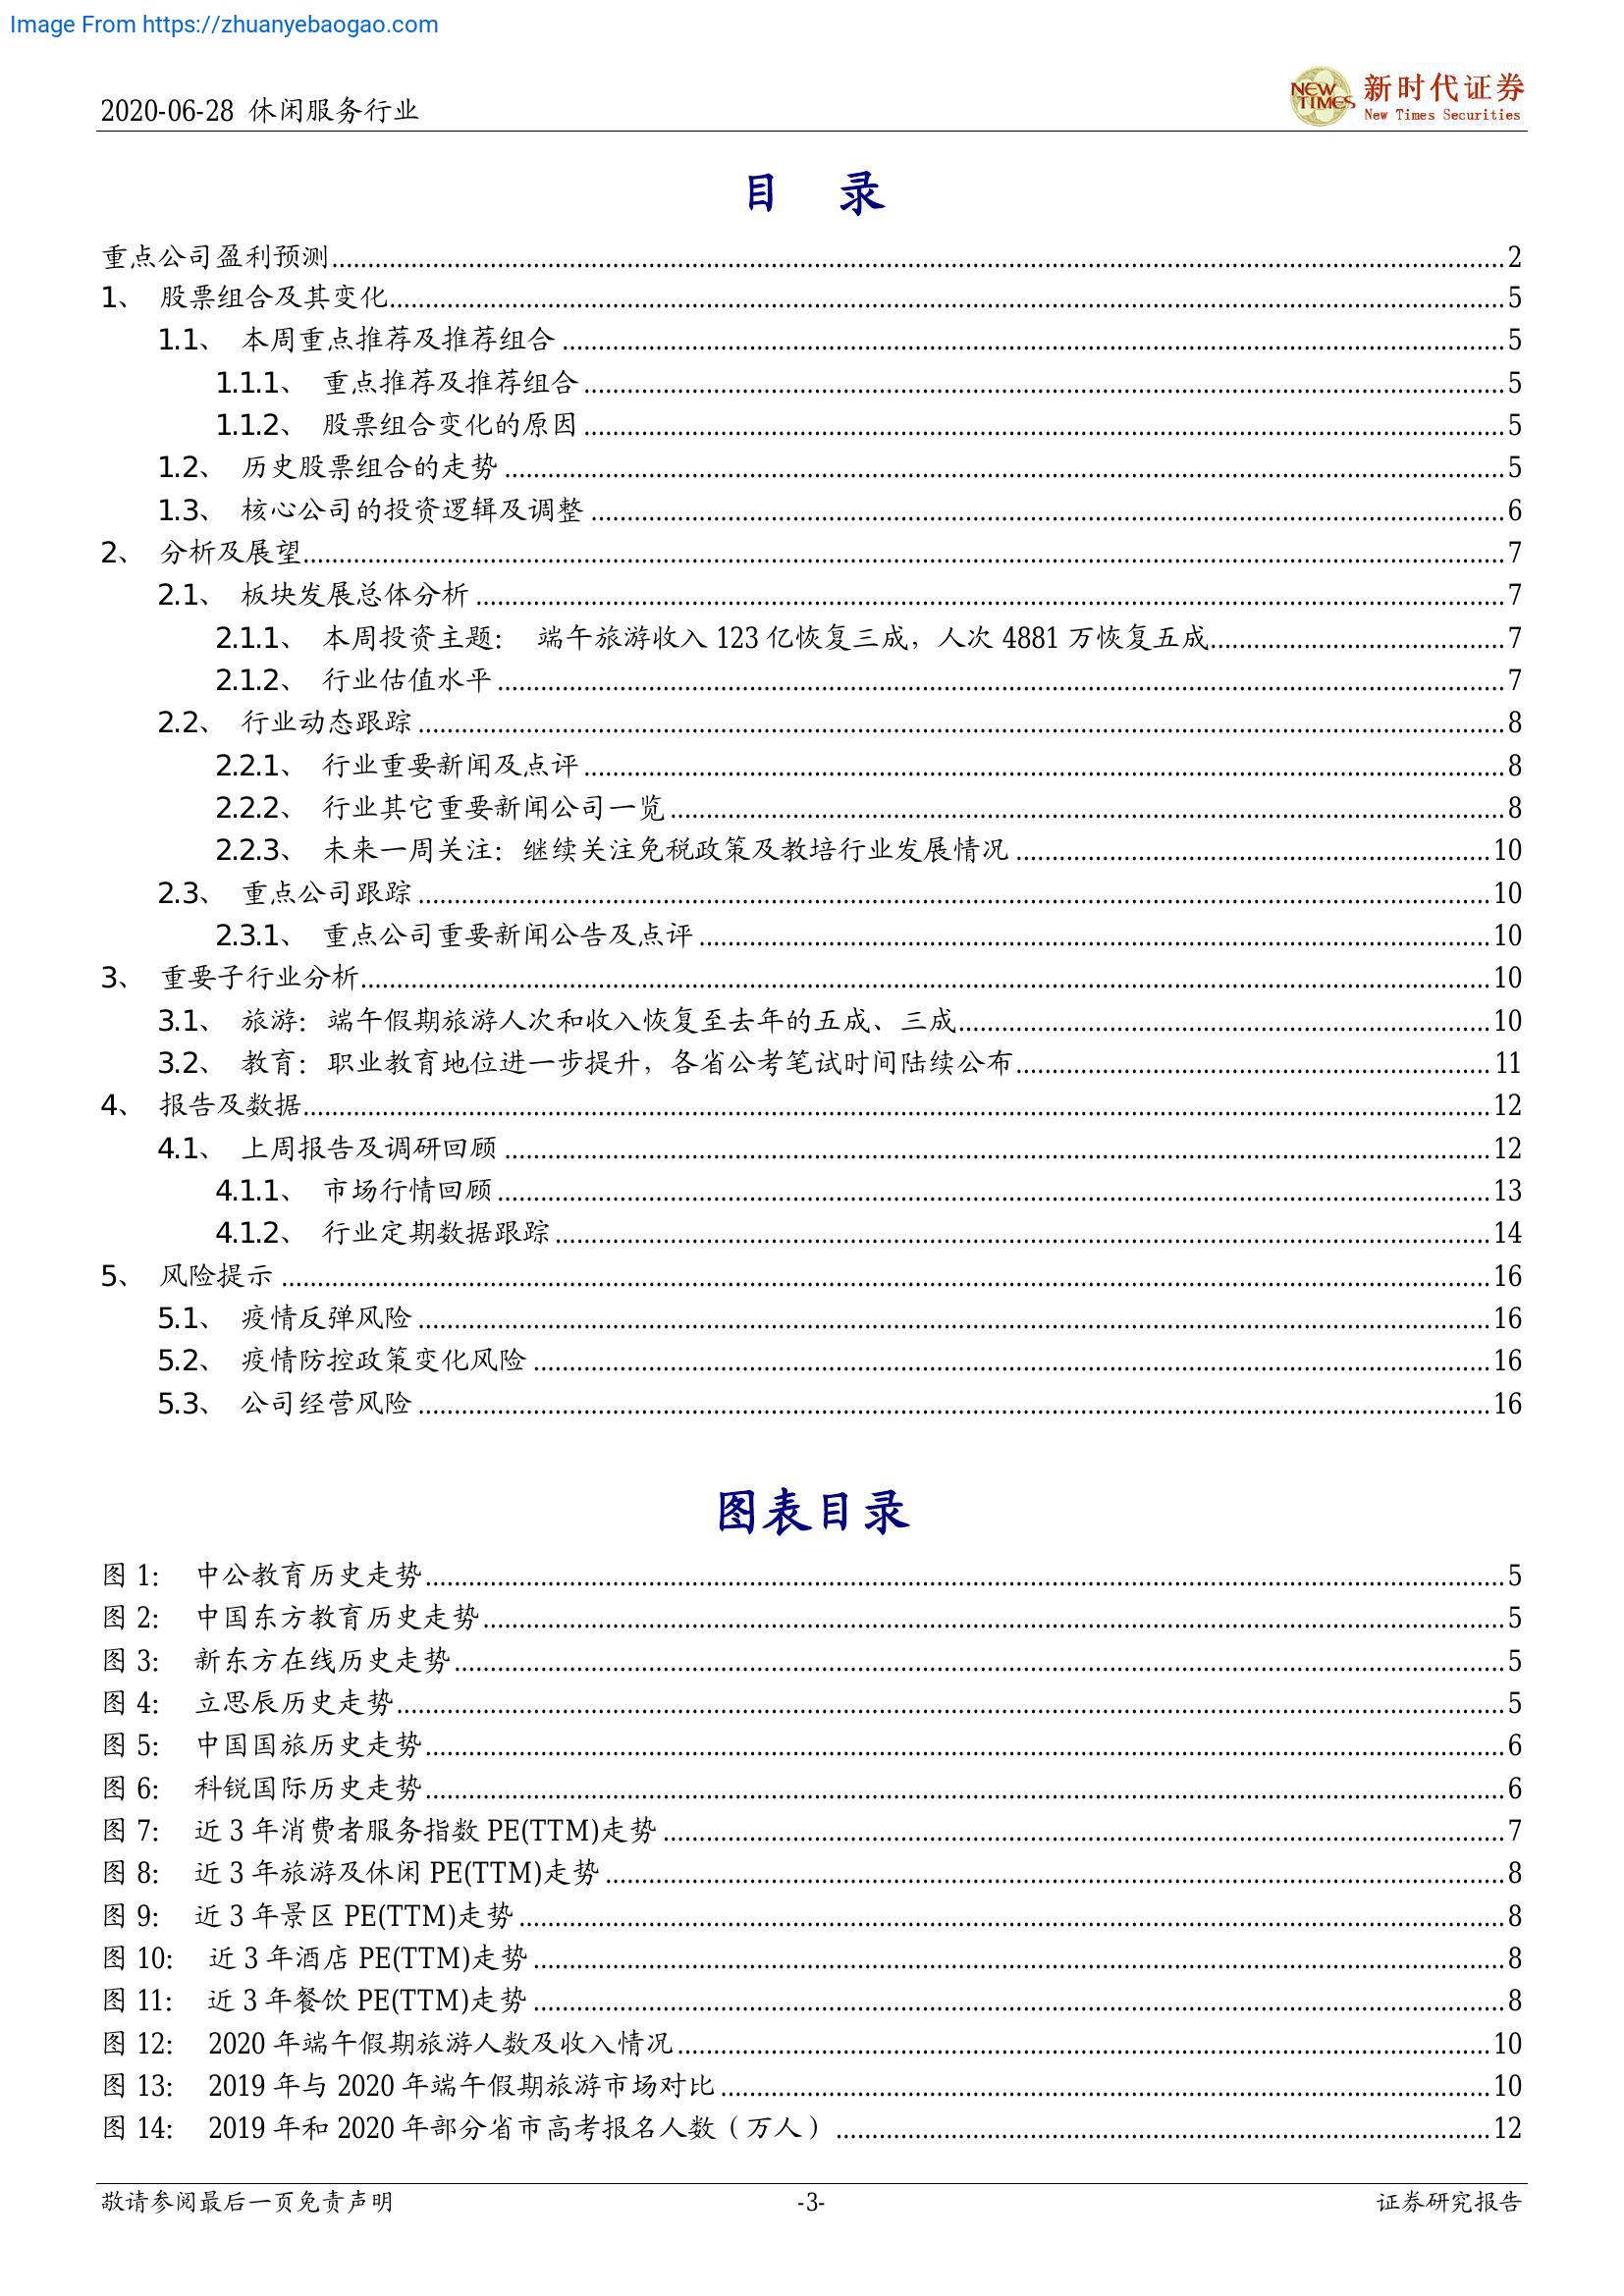 Image From https://zhuanyebaogao.com
2020-06-28 休闲服务行业
NEW TIMES
新时代证券
New Times Securities
目 录
重点公司盈利预测 2
1、 股票组合及其变化 5
1.1、 本周重点推荐及推荐组合 5
1.1.1、 重点推荐及推荐组合 5
1.1.2、 股票组合变化的原因 5
1.2、 历史股票组合的走势 5
1.3、 核心公司的投资逻辑及调整 6
2、 分析及展望 7
2.1、 板块发展总体分析 7
2.1.1、 本周投资主题： 端午旅游收入 123 亿恢复三成，人次 4881 万恢复五成 7
2.1.2、 行业估值水平 7
2.2、 行业动态跟踪 8
2.2.1、 行业重要新闻及点评 8
2.2.2、 行业其它重要新闻公司一览 8
2.2.3、 未来一周关注：继续关注免税政策及教培行业发展情况 10
2.3、 重点公司跟踪 10
2.3.1、 重点公司重要新闻公告及点评 10
3、 重要子行业分析 10
3.1、 旅游：端午假期旅游人次和收入恢复至去年的五成、三成 10
3.2、 教育：职业教育地位进一步提升，各省公考笔试时间陆续公布 11
4、 报告及数据 12
4.1、 上周报告及调研回顾 12
4.1.1、 市场行情回顾 13
4.1.2、 行业定期数据跟踪 14
5、 风险提示 16
5.1、 疫情反弹风险 16
5.2、 疫情防控政策变化风险 16
5.3、 公司经营风险 16
图表目录
图 1: 中公教育历史走势 5
图 2: 中国东方教育历史走势 5
图 3: 新东方在线历史走势 5
图 4: 立思辰历史走势 5
图 5: 中国国旅历史走势 6
图 6: 科锐国际历史走势 6
图 7: 近 3 年消费者服务指数 PE(TTM)走势 7
图 8: 近 3 年旅游及休闲 PE(TTM)走势 8
图 9: 近 3 年景区 PE(TTM)走势 8
图 10: 近 3 年酒店 PE(TTM)走势 8
图 11: 近 3 年餐饮 PE(TTM)走势 8
图 12: 2020 年端午假期旅游人数及收入情况 10
图 13: 2019 年与 2020 年端午假期旅游市场对比 10
图 14: 2019 年和 2020 年部分省市高考报名人数（万人） 12
敬请参阅最后一页免责声明 -3- 证券研究报告